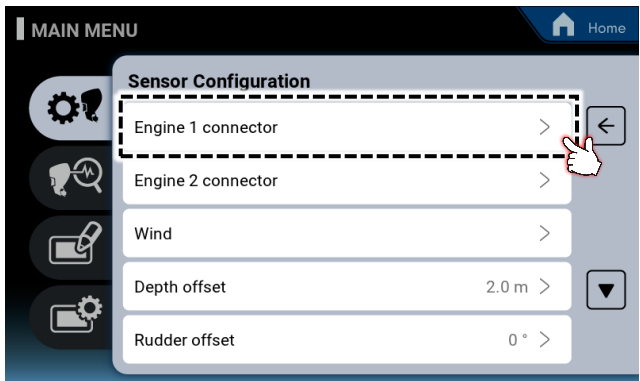 MAIN MENU
Home
Sensor Configuration
Engine 1 connector
Engine 2 connector
Wind
Depth offset 2.0 m
Rudder offset 0 °